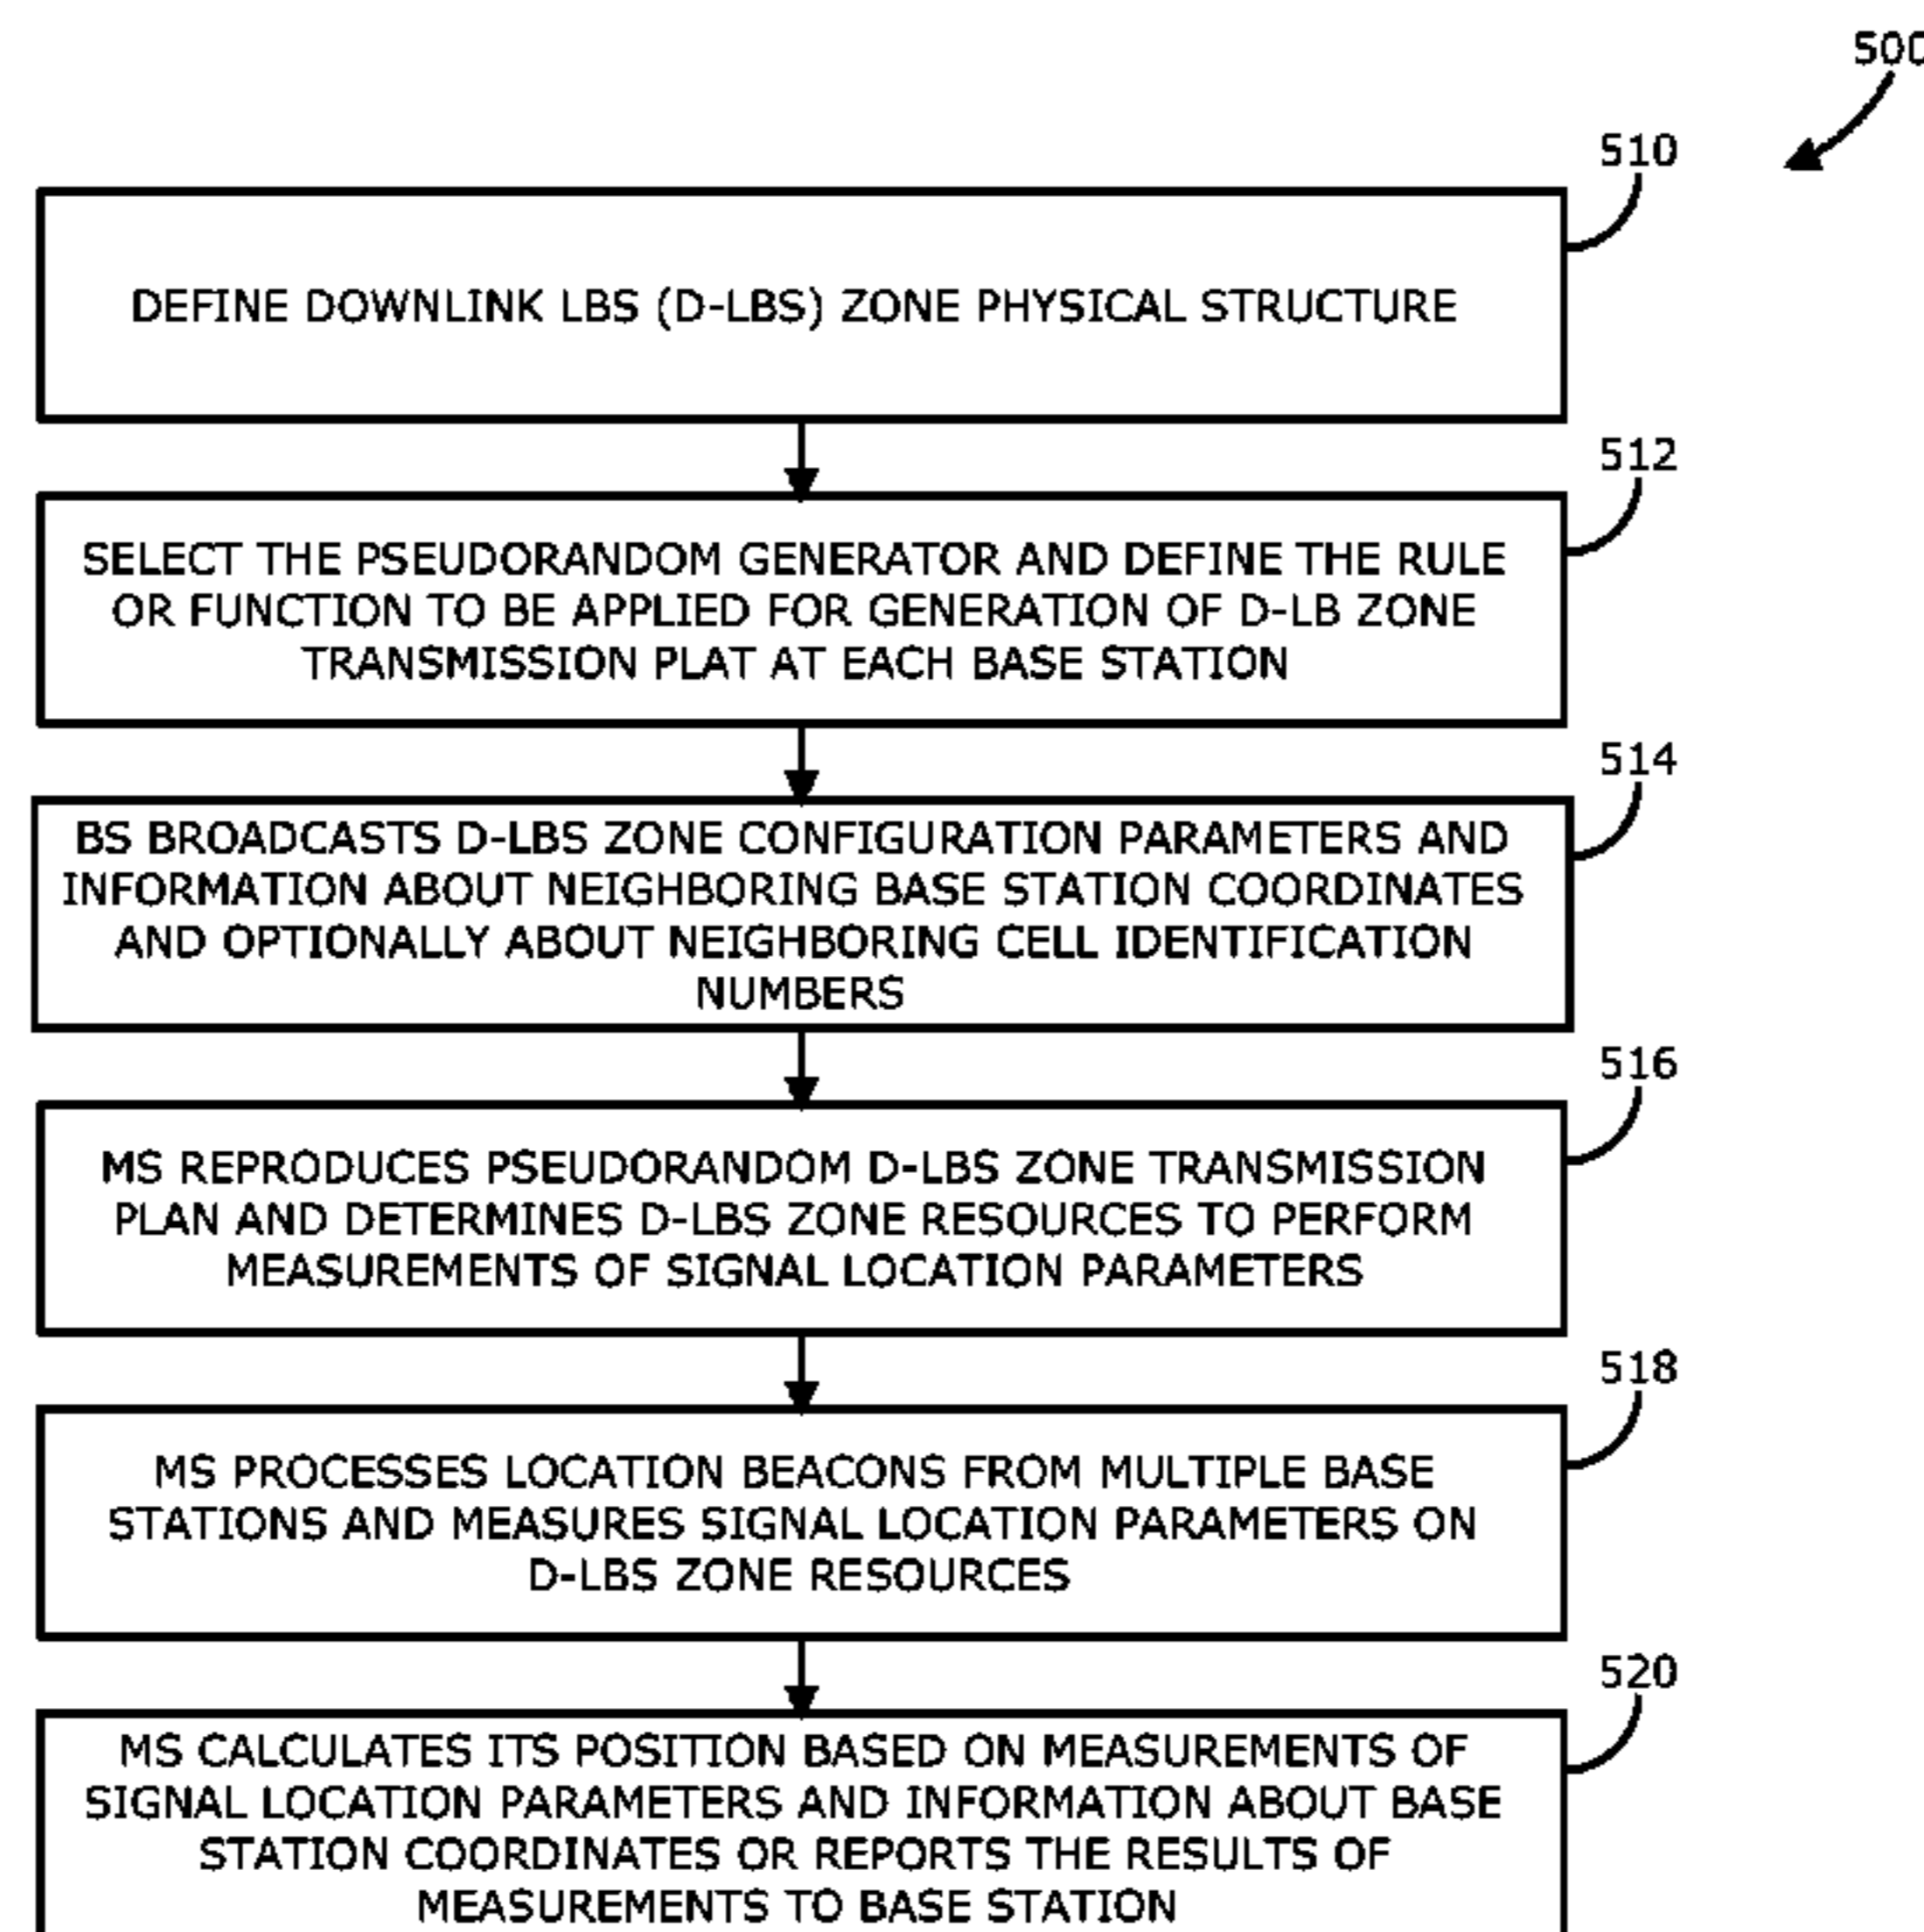 500
510
DEFINE DOWNLINK LBS (D-LBS) ZONE PHYSICAL STRUCTURE
512
SELECT THE PSEUDORANDOM GENERATOR AND DEFINE THE RULE
OR FUNCTION TO BE APPLIED FOR GENERATION OF D-LB ZONE
TRANSMISSION PLAT AT EACH BASE STATION
514
BS BROADCASTS D-LBS ZONE CONFIGURATION PARAMETERS AND
INFORMATION ABOUT NEIGHBORING BASE STATION COORDINATES
AND OPTIONALLY ABOUT NEIGHBORING CELL IDENTIFICATION
NUMBERS
516
MS REPRODUCES PSEUDORANDOM D-LBS ZONE TRANSMISSION
PLAN AND DETERMINES D-LBS ZONE RESOURCES TO PERFORM
MEASUREMENTS OF SIGNAL LOCATION PARAMETERS
518
MS PROCESSES LOCATION BEACONS FROM MULTIPLE BASE
STATIONS AND MEASURES SIGNAL LOCATION PARAMETERS ON
D-LBS ZONE RESOURCES
520
MS CALCULATES ITS POSITION BASED ON MEASUREMENTS OF
SIGNAL LOCATION PARAMETERS AND INFORMATION ABOUT BASE
STATION COORDINATES OR REPORTS THE RESULTS OF
MEASUREMENTS TO BASE STATION